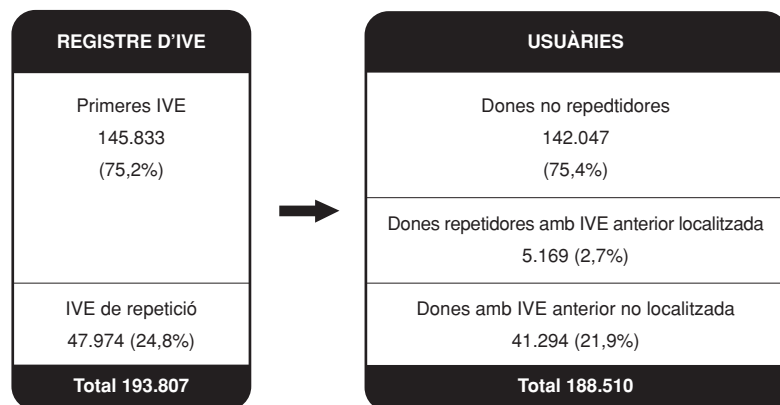 REGISTRE D'IVE
Primeres IVE
145.833
(75,2%)
IVE de repetició
47.974 (24,8%)
Total 193.807
USUÀRIES
Dones no repedtidores
142.047
(75,4%)
Dones repetidores amb IVE anterior localitzada
5.169 (2,7%)
Dones amb IVE anterior no localitzada
41.294 (21,9%)
Total 188.510